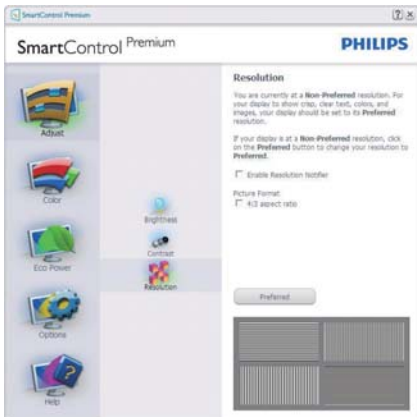 SmartControl Premium
SmartControl Premium
PHILIPS
Adjust
Color
Eco Power
Options
Help
Brightness
Contrast
Resolution
Resolution
You are currently at a Non-Preferred resolution. For
your display to show crisp, clear text, colors, and
images, your display should be set to its Preferred
resolution.
If your display is at a Non-Preferred resolution, click
on the Preferred button to change your resolution to
Preferred.
Enable Resolution Notifier
Picture Format
4:3 aspect ratio
Preferred